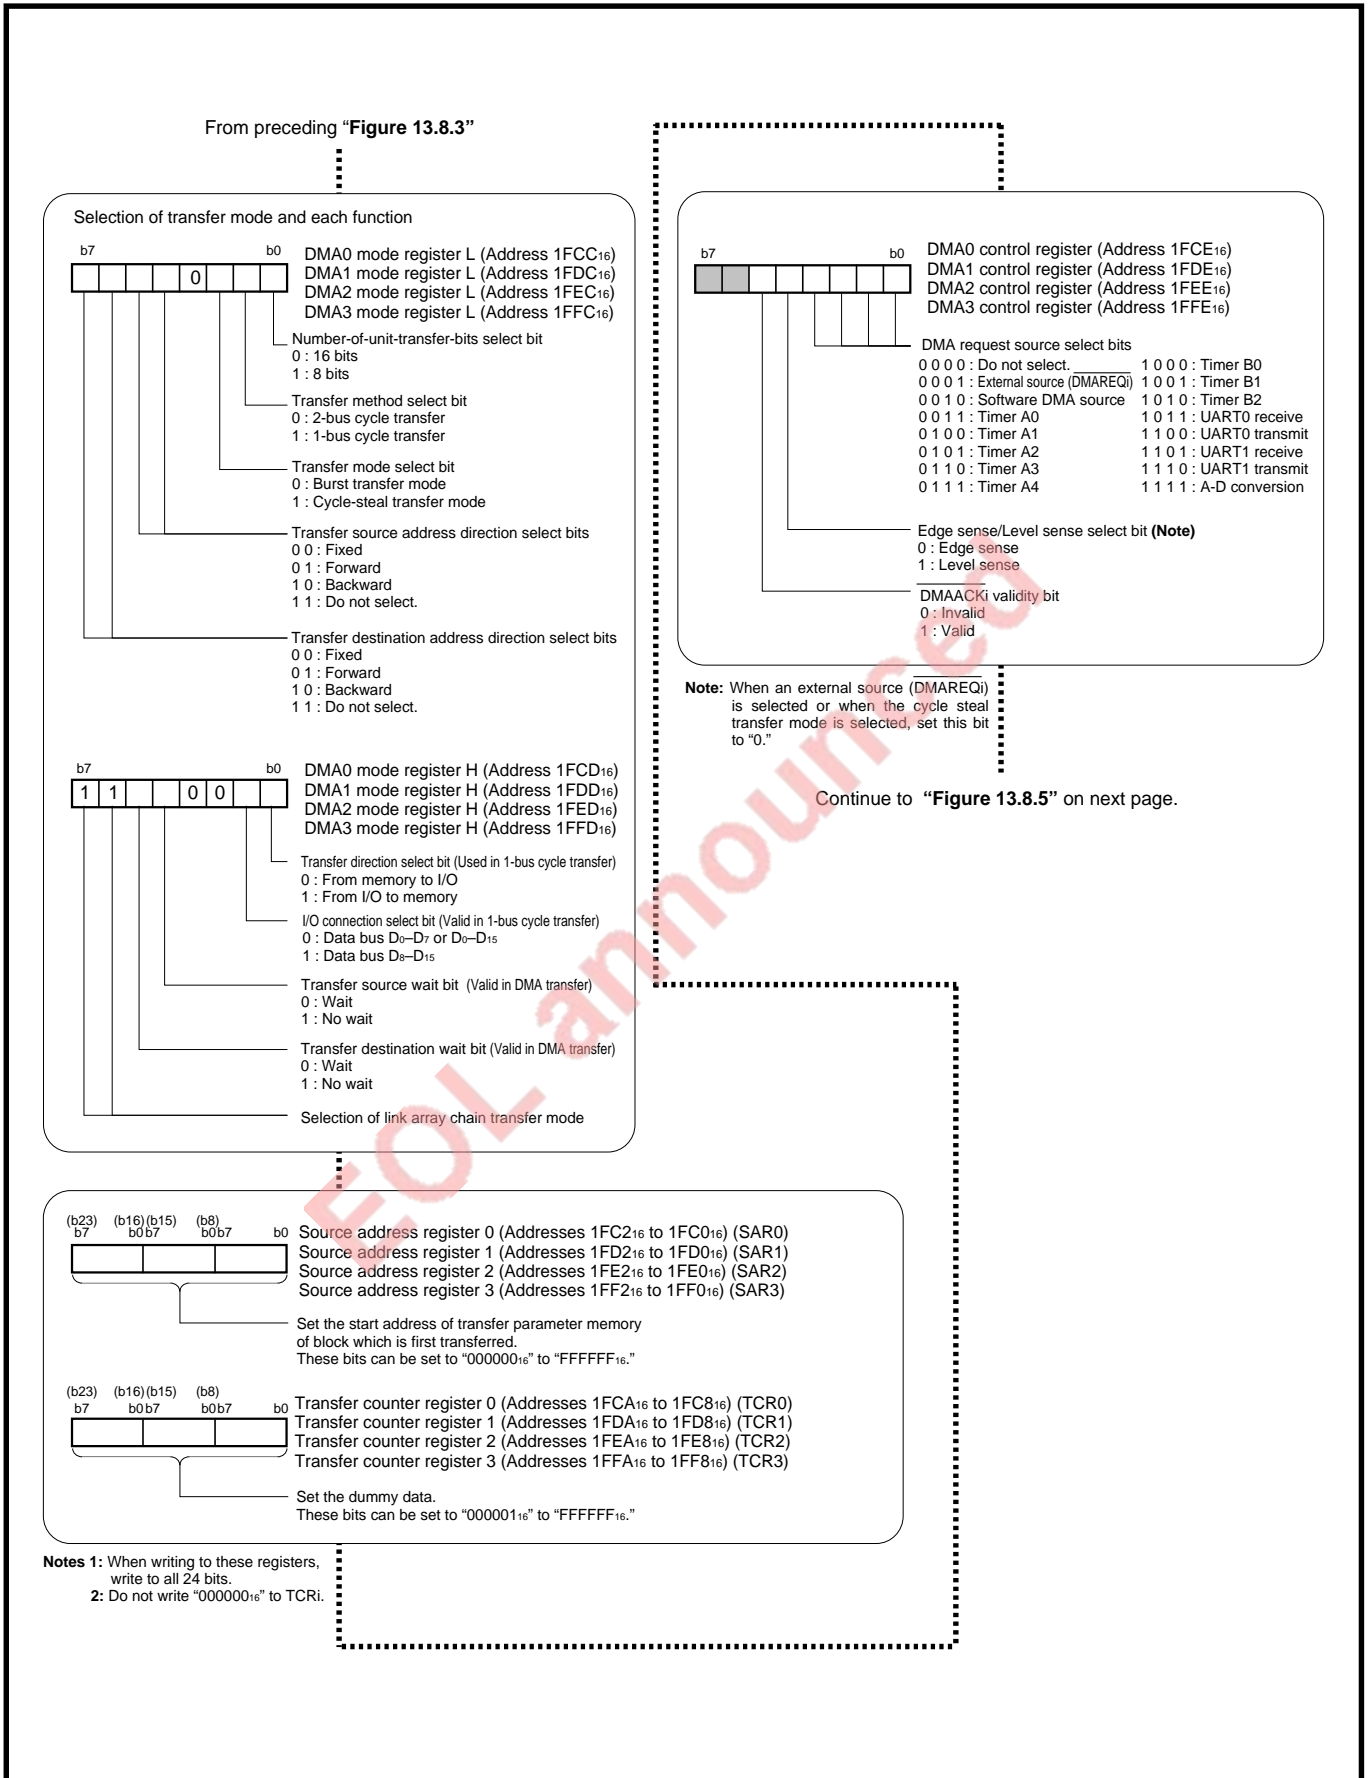 From preceding “Figure 13.8.3”
Selection of transfer mode and each function
b7 b0
0
DMA0 mode register L (Address 1FCC16)
DMA1 mode register L (Address 1FDC16)
DMA2 mode register L (Address 1FEC16)
DMA3 mode register L (Address 1FFC16)
Number-of-unit-transfer-bits select bit
0 : 16 bits
1 : 8 bits
Transfer method select bit
0 : 2-bus cycle transfer
1 : 1-bus cycle transfer
Transfer mode select bit
0 : Burst transfer mode
1 : Cycle-steal transfer mode
Transfer source address direction select bits
0 0 : Fixed
0 1 : Forward
1 0 : Backward
1 1 : Do not select.
Transfer destination address direction select bits
0 0 : Fixed
0 1 : Forward
1 0 : Backward
1 1 : Do not select.
b7 b0
1 1 0 0
DMA0 mode register H (Address 1FCD16)
DMA1 mode register H (Address 1FDD16)
DMA2 mode register H (Address 1FED16)
DMA3 mode register H (Address 1FFD16)
Transfer direction select bit (Used in 1-bus cycle transfer)
0 : From memory to I/O
1 : From I/O to memory
I/O connection select bit (Valid in 1-bus cycle transfer)
0 : Data bus D0–D7 or D0–D15
1 : Data bus D8–D15
Transfer source wait bit (Valid in DMA transfer)
0 : Wait
1 : No wait
Transfer destination wait bit (Valid in DMA transfer)
0 : Wait
1 : No wait
Selection of link array chain transfer mode
(b23) (b16)(b15) (b8)
b7 b0 b7 b0 b7 b0
Source address register 0 (Addresses 1FC216 to 1FC016) (SAR0)
Source address register 1 (Addresses 1FD216 to 1FD016) (SAR1)
Source address register 2 (Addresses 1FE216 to 1FE016) (SAR2)
Source address register 3 (Addresses 1FF216 to 1FF016) (SAR3)
Set the start address of transfer parameter memory
of block which is first transferred.
These bits can be set to “00000016” to “FFFFFF16.”
(b23) (b16)(b15) (b8)
b7 b0 b7 b0 b7 b0
Transfer counter register 0 (Addresses 1FCA16 to 1FC816) (TCR0)
Transfer counter register 1 (Addresses 1FDA16 to 1FD816) (TCR1)
Transfer counter register 2 (Addresses 1FEA16 to 1FE816) (TCR2)
Transfer counter register 3 (Addresses 1FFA16 to 1FF816) (TCR3)
Set the dummy data.
These bits can be set to “00000116” to “FFFFFF16.”
Notes 1: When writing to these registers,
write to all 24 bits.
2: Do not write “00000016” to TCRi.
b7 b0
DMA0 control register (Address 1FCE16)
DMA1 control register (Address 1FDE16)
DMA2 control register (Address 1FEE16)
DMA3 control register (Address 1FFE16)
DMA request source select bits
0 0 0 0 : Do not select. 1 0 0 0 : Timer B0
0 0 0 1 : External source (DMAREQi) 1 0 0 1 : Timer B1
0 0 1 0 : Software DMA source 1 0 1 0 : Timer B2
0 0 1 1 : Timer A0 1 0 1 1 : UART0 receive
0 1 0 0 : Timer A1 1 1 0 0 : UART0 transmit
0 1 0 1 : Timer A2 1 1 0 1 : UART1 receive
0 1 1 0 : Timer A3 1 1 1 0 : UART1 transmit
0 1 1 1 : Timer A4 1 1 1 1 : A-D conversion
Edge sense/Level sense select bit (Note)
0 : Edge sense
1 : Level sense
DMAACKi validity bit
0 : Invalid
1 : Valid
Note: When an external source (DMAREQi)
is selected or when the cycle steal
transfer mode is selected, set this bit
to “0.”
Continue to “Figure 13.8.5” on next page.
EOL announced